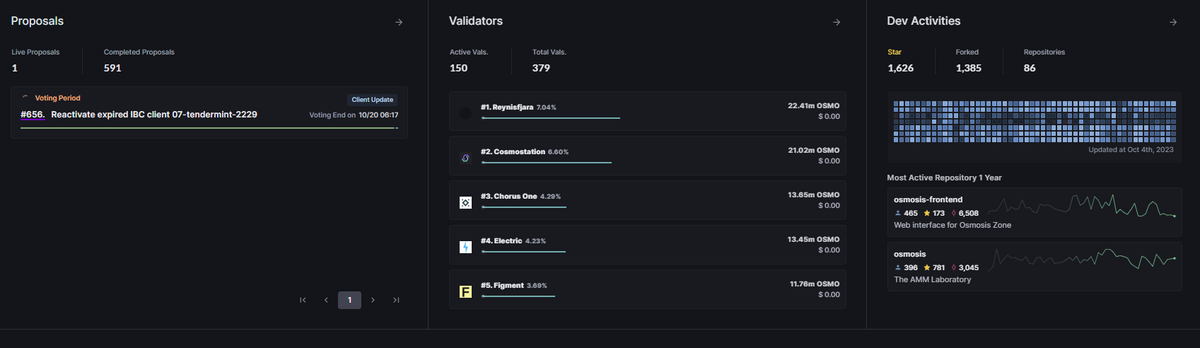 Proposals
Live Proposals Completed Proposals
1 591
Voting Period Client Update
#656. Reactivate expired IBC client 07-tendermint-2229 Voting End on 10/20 06:17
1
Validators
Active Vals. Total Vals.
150 379
#1. Reynisfjara 7.04% 22.41m OSMO
$ 0.00
#2. Cosmostation 6.60% 21.02m OSMO
$ 0.00
#3. Chorus One 4.29% 13.65m OSMO
$ 0.00
#4. Electric 4.23% 13.45m OSMO
$ 0.00
F
#5. Figment 3.69% 11.76m OSMO
$ 0.00
Dev Activities
Star Forked Repositories
1,626 1,385 86
Updated at Oct 4th, 2023
Most Active Repository 1 Year
osmosis-frontend
465 173 6,508
Web interface for Osmosis Zone
osmosis
396 781 3,045
The AMM Laboratory